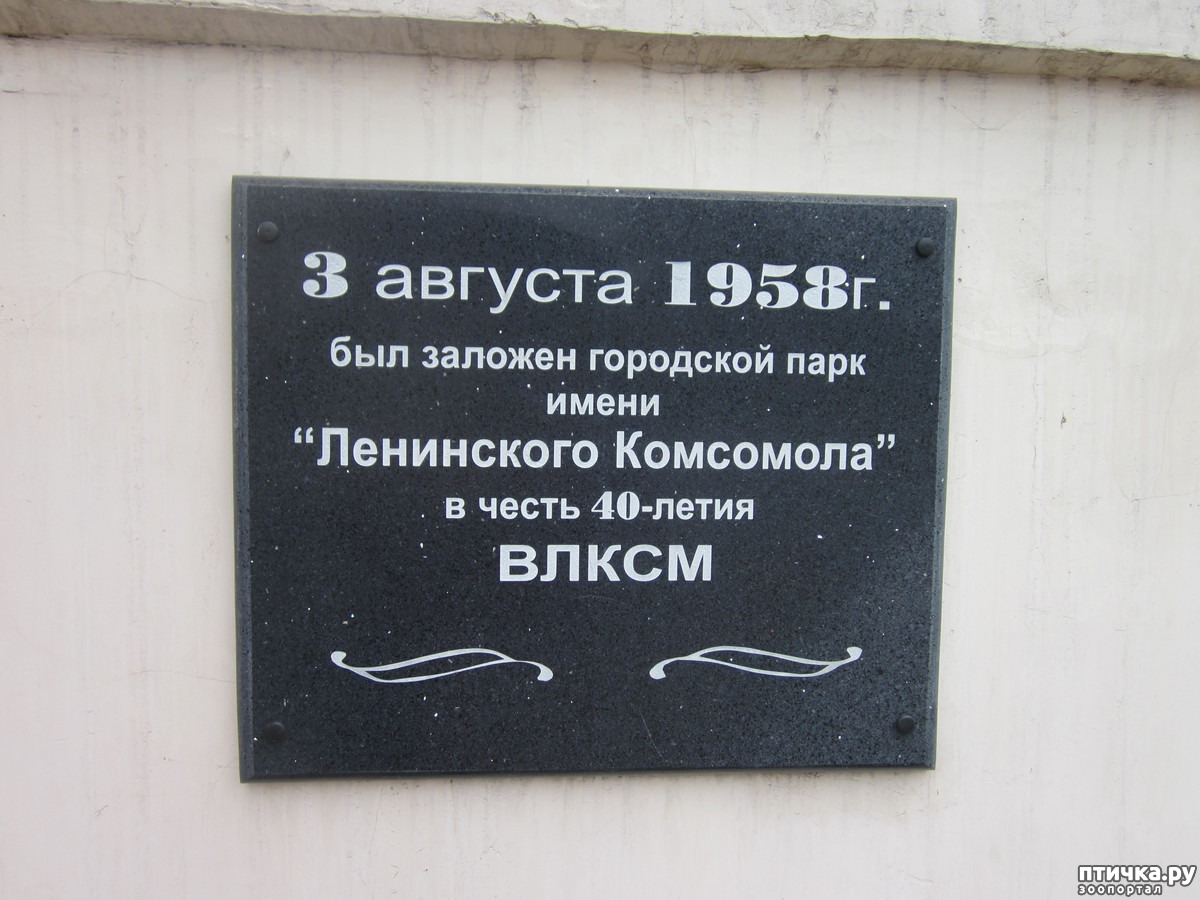 3 августа 1958г.
был заложен городской парк
имени
“Ленинского Комсомола”
в честь 40-летия
ВЛКСМ
птичка.ру
зоопортал